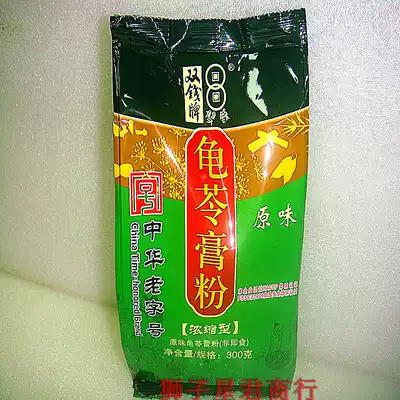 双钱牌
®
龟苓膏粉
原味
中华老字号
China Time-honored Brand
【浓缩型】
原味龟苓膏粉(非即食)
净含量/规格：300克
狮子星君商行